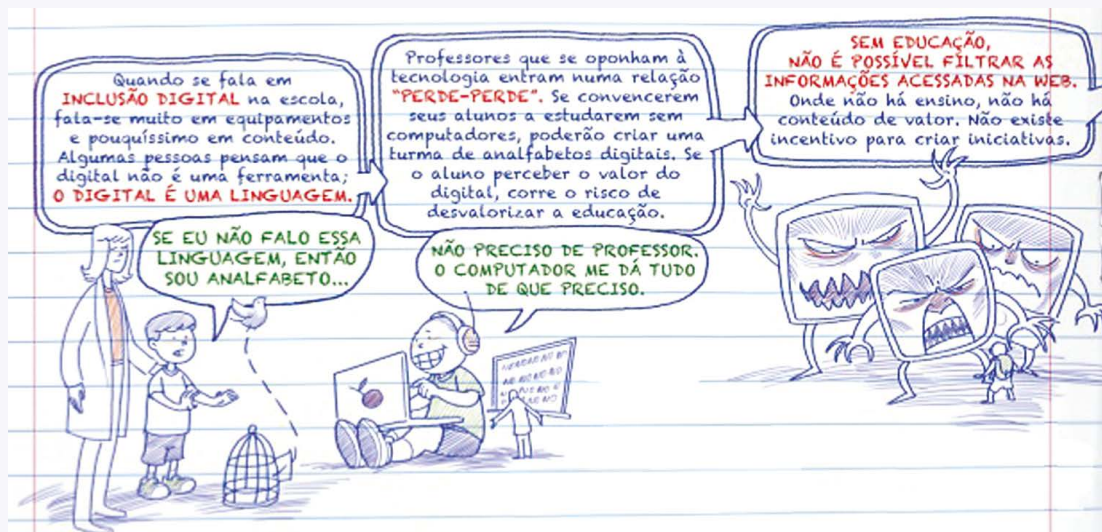 Quando se fala em
INCLUSÃO DIGITAL na escola,
fala-se muito em equipamentos
e pouquíssimo em conteúdo.
Algumas pessoas pensam que o
digital não é uma ferramenta;
O DIGITAL É UMA LINGUAGEM.
SE EU NÃO FALO ESSA
LINGUAGEM, ENTÃO
SOU ANALFABETO...
Professores que se oponham à
tecnologia entram numa relação
"PERDE-PERDE". Se convencerem
seus alunos a estudarem sem
computadores, poderão criar uma
turma de analfabetos digitais. Se
o aluno perceber o valor do
digital, corre o risco de
desvalorizar a educação.
NÃO PRECISO DE PROFESSOR.
O COMPUTADOR ME DÁ TUDO
DE QUE PRECISO.
SEM EDUCAÇÃO,
NÃO É POSSÍVEL FILTRAR AS
INFORMAÇÕES ACESSADAS NA WEB.
Onde não há ensino, não há
conteúdo de valor. Não existe
incentivo para criar iniciativas.